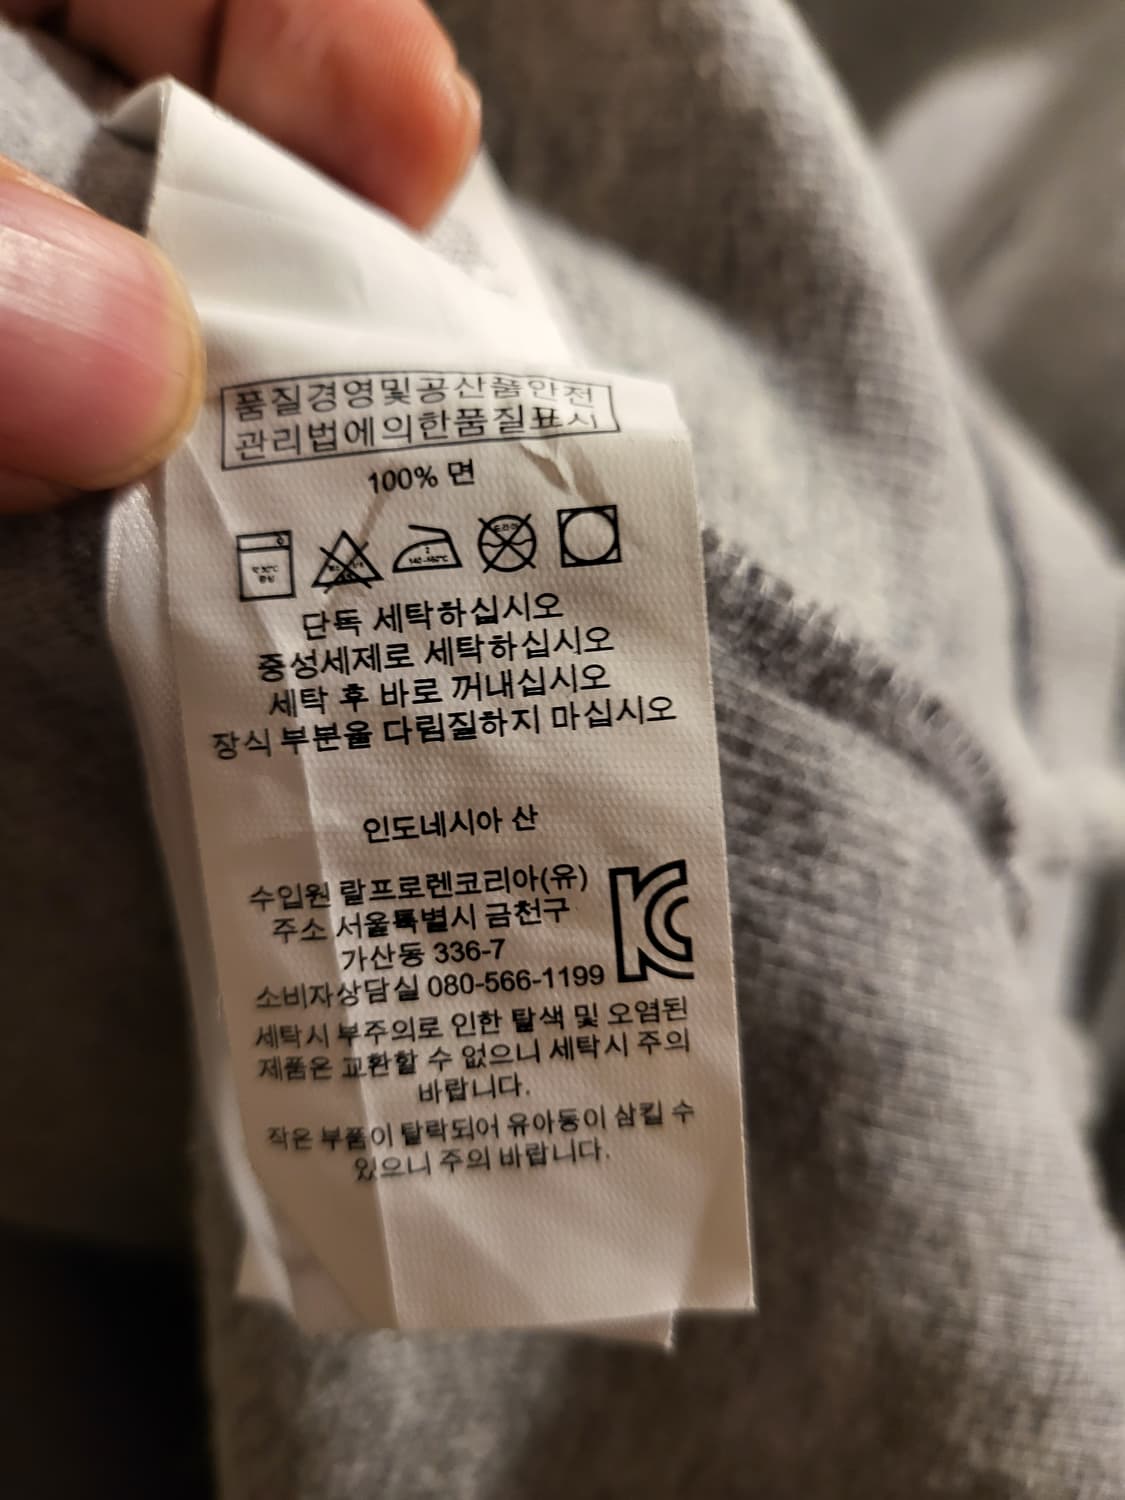 품질경영및공산품안전
관리법에의한품질표시
100% 면
단독 세탁하십시오
중성세제로 세탁하십시오
세탁 후 바로 꺼내십시오
장식 부분울 다림질하지 마십시오
인도네시아 산
수입원 랄프로렌코리아(유)
주소 서울특별시 금천구
가산동 336-7
소비자상담실 080-566-1199
세탁시 부주의로 인한 탈색 및 오염된
제품은 교환할 수 없으니 세탁시 주의
바랍니다.
작은 부품이 탈락되어 유아동이 삼킬 수
있으니 주의 바랍니다.